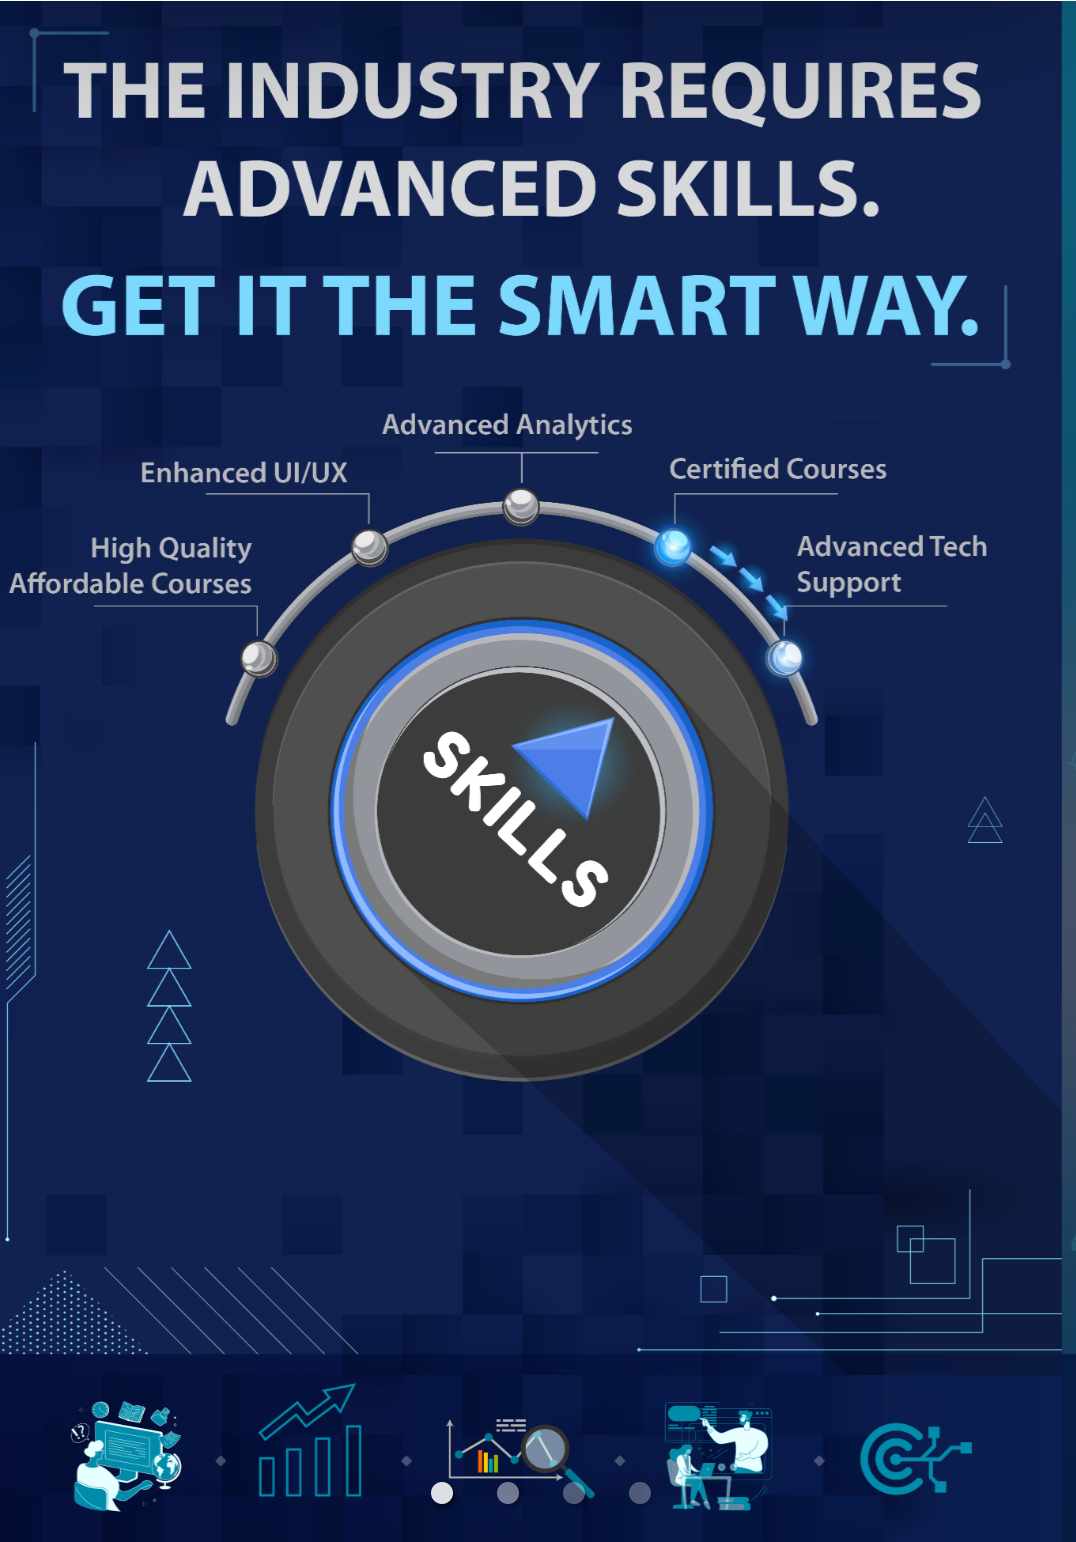 THE INDUSTRY REQUIRES
ADVANCED SKILLS.
GET IT THE SMART WAY.
Advanced Analytics
Enhanced UI/UX
Certified Courses
High Quality
Affordable Courses
Advanced Tech
Support
SKILLS
!?